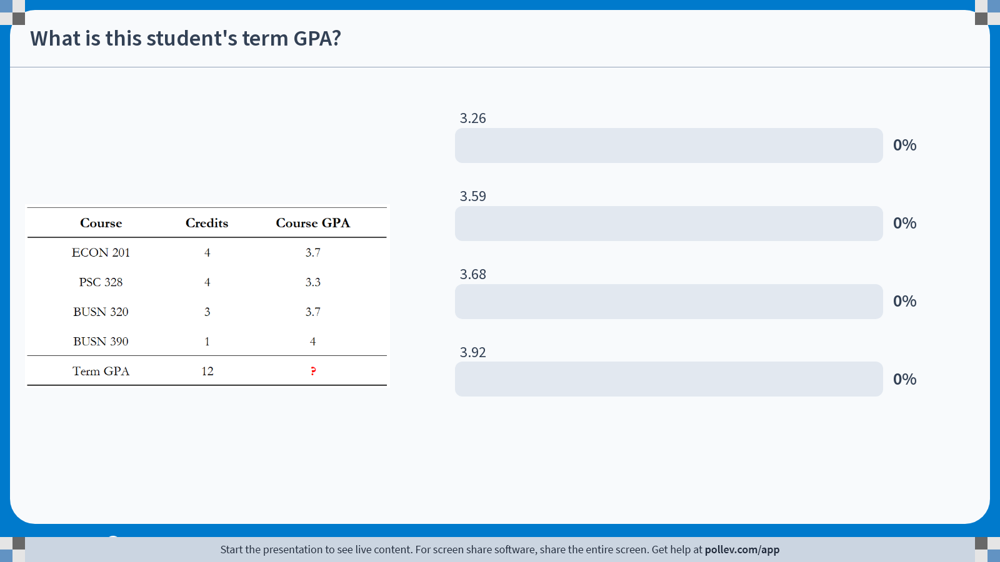 What is this student's term GPA?
3.26
0%
3.59
0%
3.68
0%
3.92
0%
Course Credits Course GPA
ECON 201 4 3.7
PSC 328 4 3.3
BUSN 320 3 3.7
BUSN 390 1 4
Term GPA 12 ?
Start the presentation to see live content. For screen share software, share the entire screen. Get help at pollev.com/app